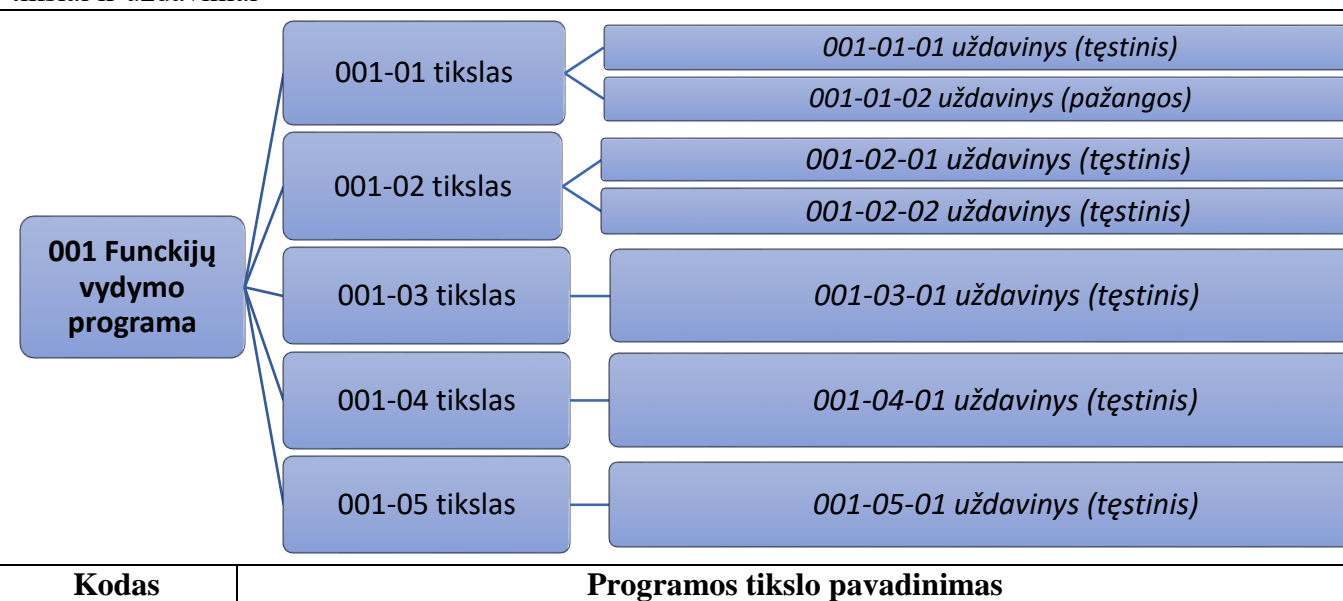 001 Funckijų
vydymo
programa
001-01 tikslas
001-01-01 uždavinys (tęstinis)
001-01-02 uždavinys (pažangos)
001-02 tikslas
001-02-01 uždavinys (tęstinis)
001-02-02 uždavinys (tęstinis)
001-03 tikslas
001-03-01 uždavinys (tęstinis)
001-04 tikslas
001-04-01 uždavinys (tęstinis)
001-05 tikslas
001-05-01 uždavinys (tęstinis)
Kodas
Programos tikslo pavadinimas